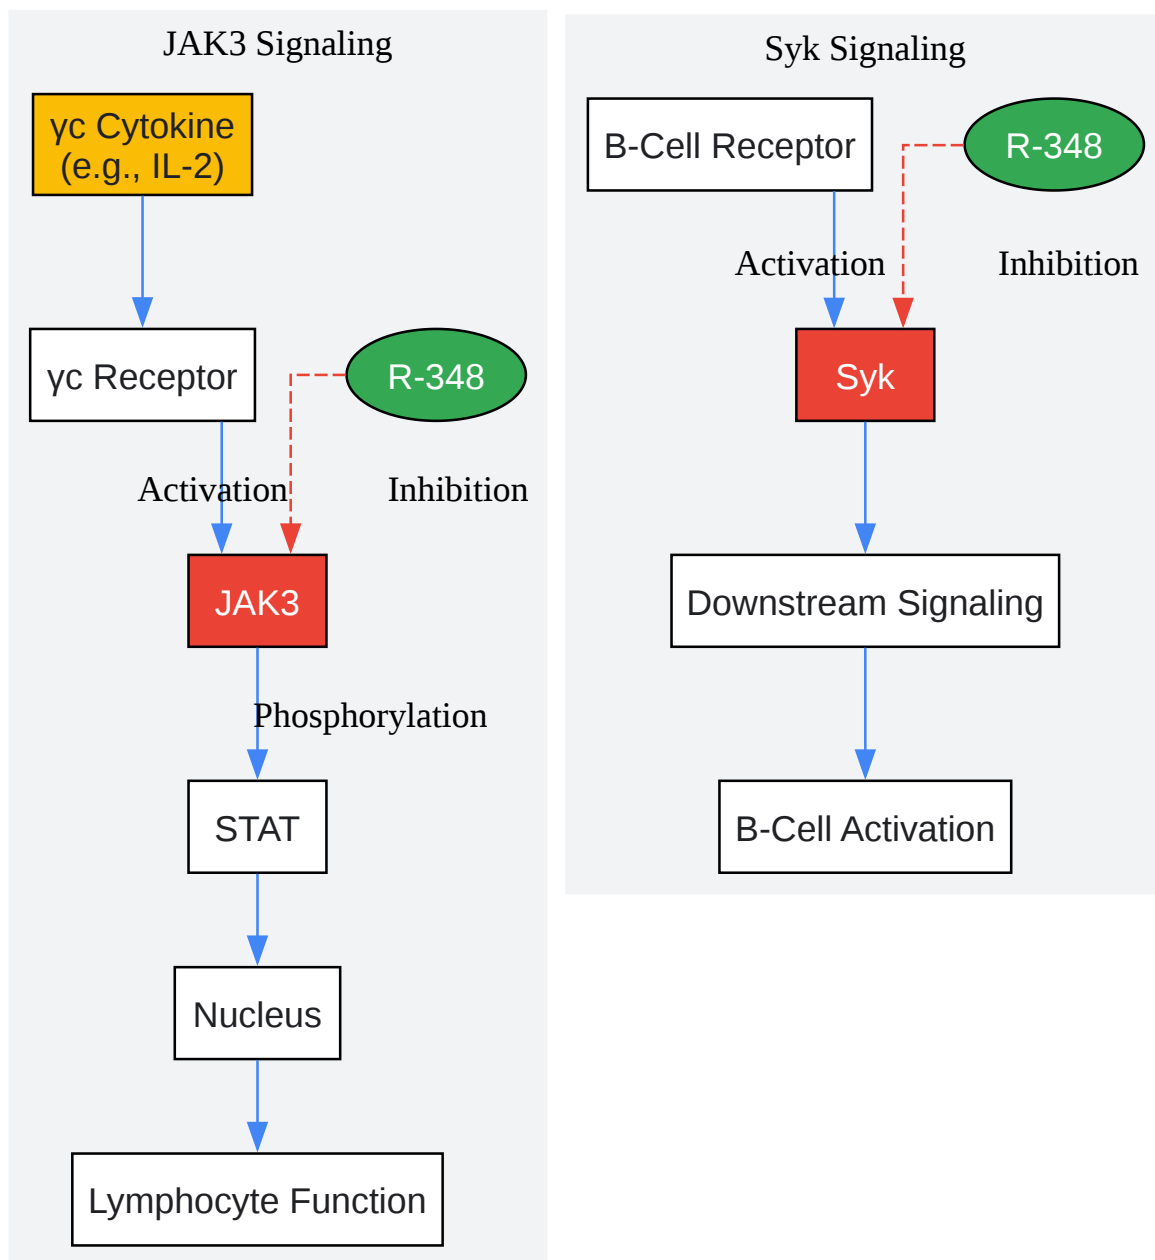 JAK3 Signaling
γc Cytokine
(e.g., IL-2)
γc Receptor
R-348
Activation
Inhibition
JAK3
Phosphorylation
STAT
Nucleus
Lymphocyte Function
Syk Signaling
B-Cell Receptor
R-348
Activation
Inhibition
Syk
Downstream Signaling
B-Cell Activation